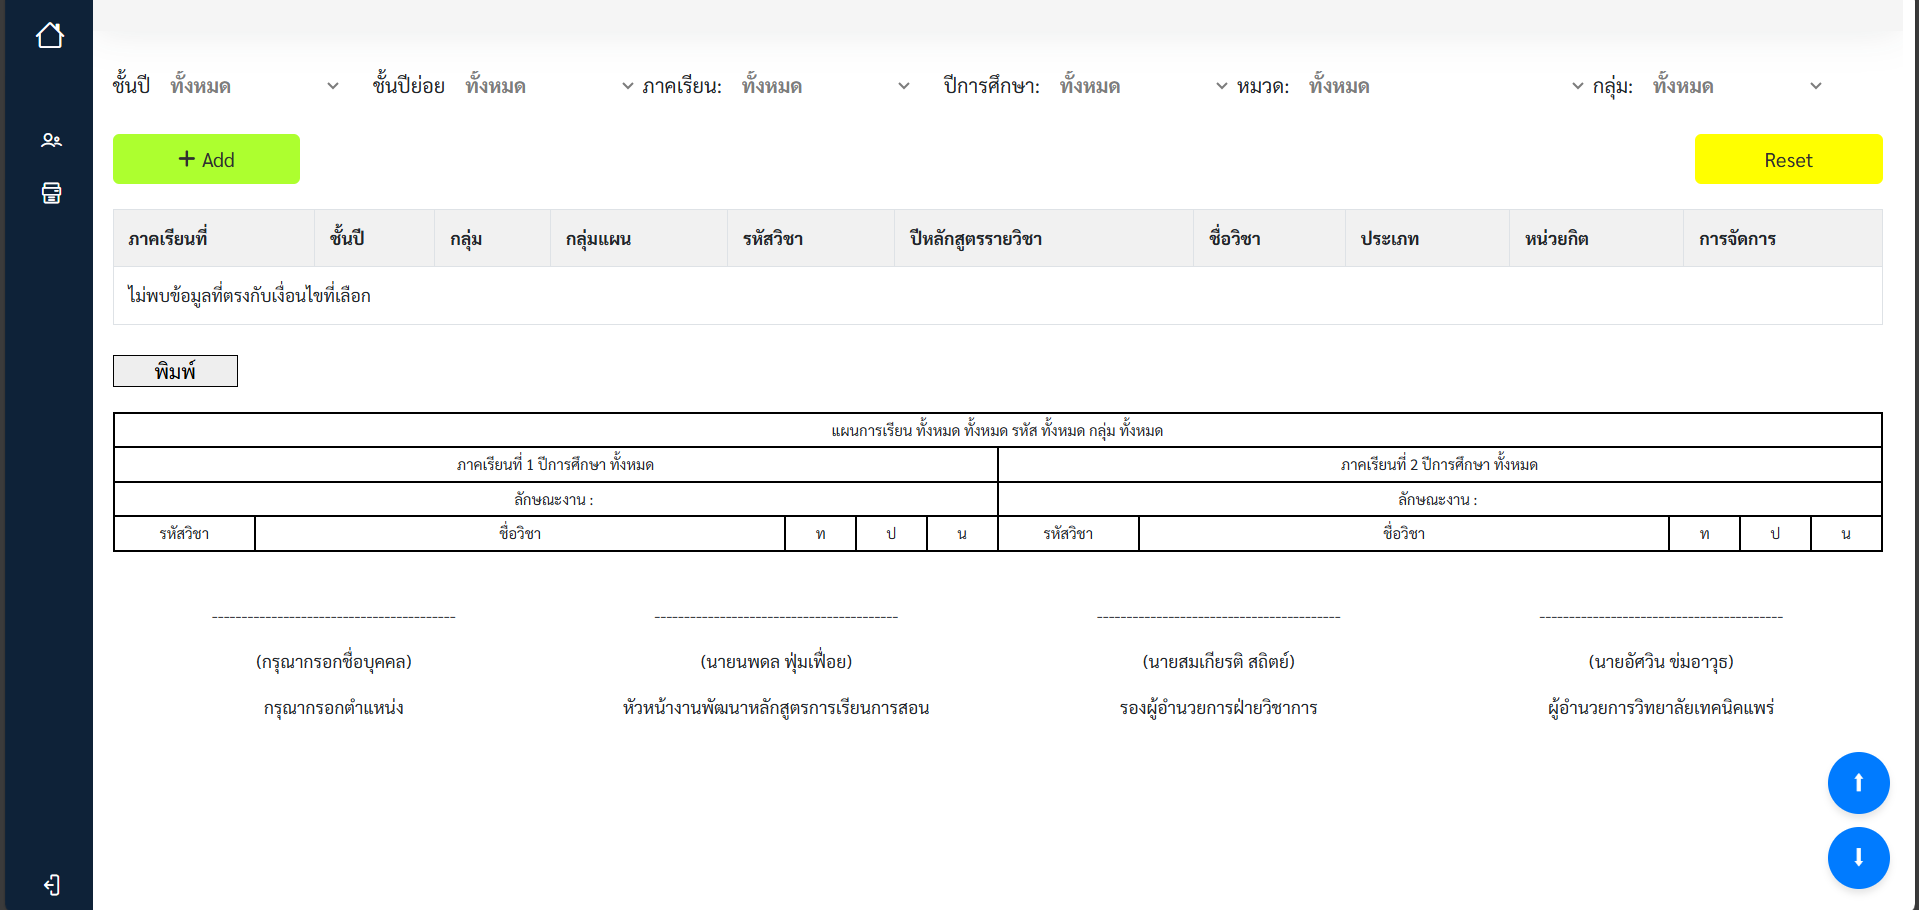 ชั้นปี ทั้งหมด ชั้นปีย่อย ทั้งหมด ภาคเรียน: ทั้งหมด ปีการศึกษา: ทั้งหมด หมวด: ทั้งหมด กลุ่ม: ทั้งหมด
+ Add Reset
ภาคเรียนที่ ชั้นปี กลุ่ม กลุ่มแผน รหัสวิชา ปีหลักสูตรรายวิชา ชื่อวิชา ประเภท หน่วยกิต การจัดการ
ไม่พบข้อมูลที่ตรงกับเงื่อนไขที่เลือก
พิมพ์
แผนการเรียน ทั้งหมด ทั้งหมด รหัส ทั้งหมด กลุ่ม ทั้งหมด
ภาคเรียนที่ 1 ปีการศึกษา ทั้งหมด ภาคเรียนที่ 2 ปีการศึกษา ทั้งหมด
ลักษณะงาน : ลักษณะงาน :
รหัสวิชา ชื่อวิชา ท ป น รหัสวิชา ชื่อวิชา ท ป น
(กรุณากรอกชื่อบุคคล) (นายนพดล ฟุ่มเฟื่อย) (นายสมเกียรติ สถิตย์) (นายอัศวิน ข่มอาวุธ)
กรุณากรอกตำแหน่ง หัวหน้างานพัฒนาหลักสูตรการเรียนการสอน รองผู้อำนวยการฝ่ายวิชาการ ผู้อำนวยการวิทยาลัยเทคนิคแพร่